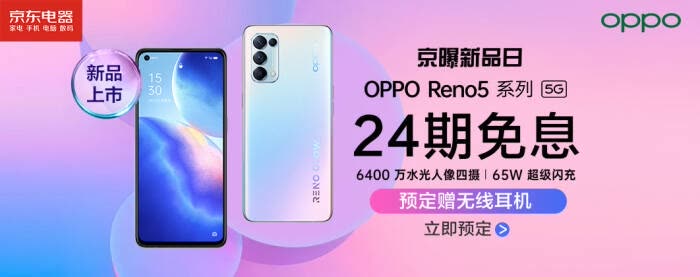 京东电器
家电 手机 电脑 数码
oppo
新品
上市
京曝新品日
OPPO Reno5 系列 5G
24期免息
6400 万水光人像四摄 | 65W 超级闪充
预定赠无线耳机
立即预定 >
RENO GLOW
oppo